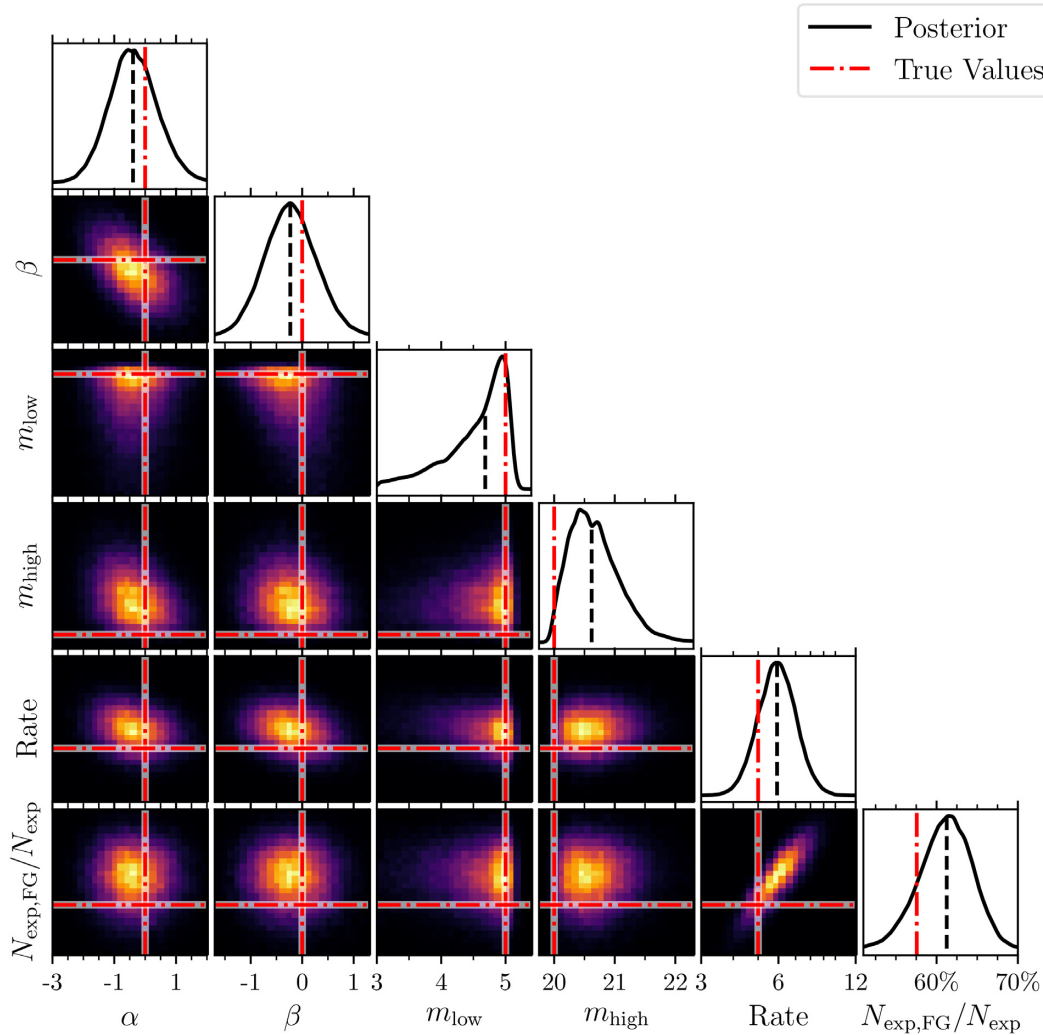 Posterior
True Values
β
m_low
m_high
Rate
N_exp,FG/N_exp
-3 -1 1
-1 0 1
3 4 5
20 21 22
3 6 12
60% 70%
α
β
m_low
m_high
Rate
N_exp,FG/N_exp